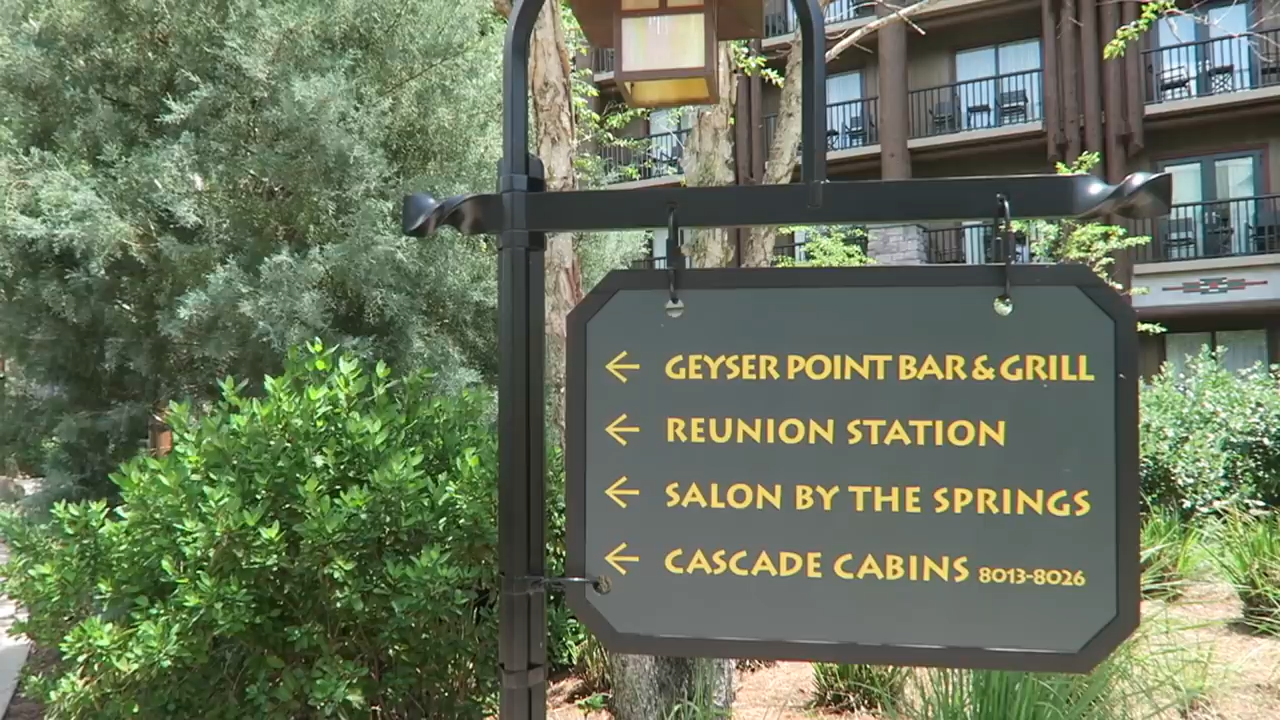 ← GEYSER POINT BAR & GRILL
← REUNION STATION
← SALON BY THE SPRINGS
← CASCADE CABINS 8013-8026